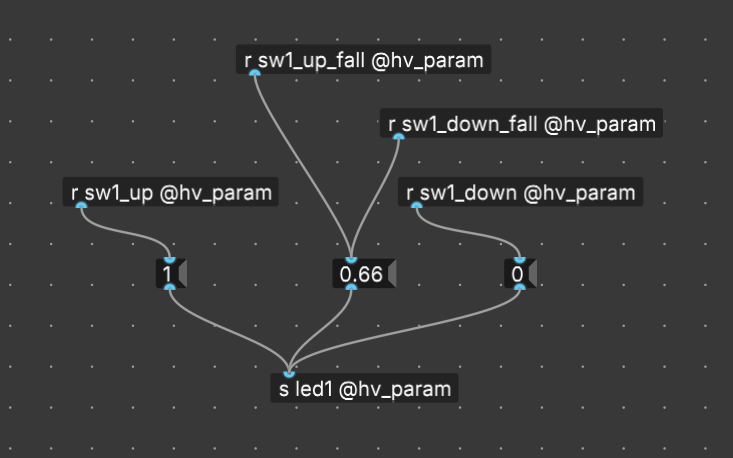 r sw1_up_fall @hv_param
r sw1_down_fall @hv_param
r sw1_up @hv_param
r sw1_down @hv_param
1
0.66
0
s led1 @hv_param